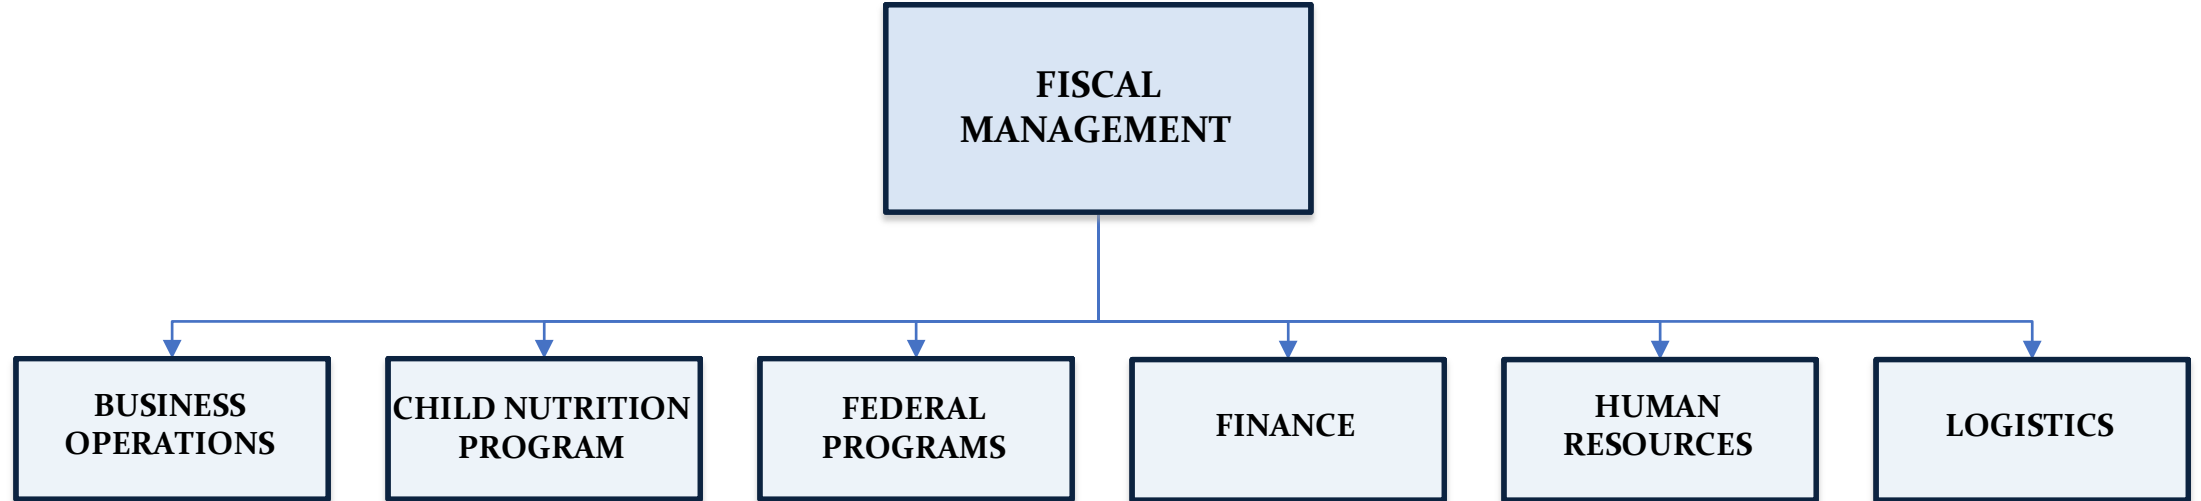 FISCAL
MANAGEMENT
BUSINESS
OPERATIONS
CHILD NUTRITION
PROGRAM
FEDERAL
PROGRAMS
FINANCE
HUMAN
RESOURCES
LOGISTICS